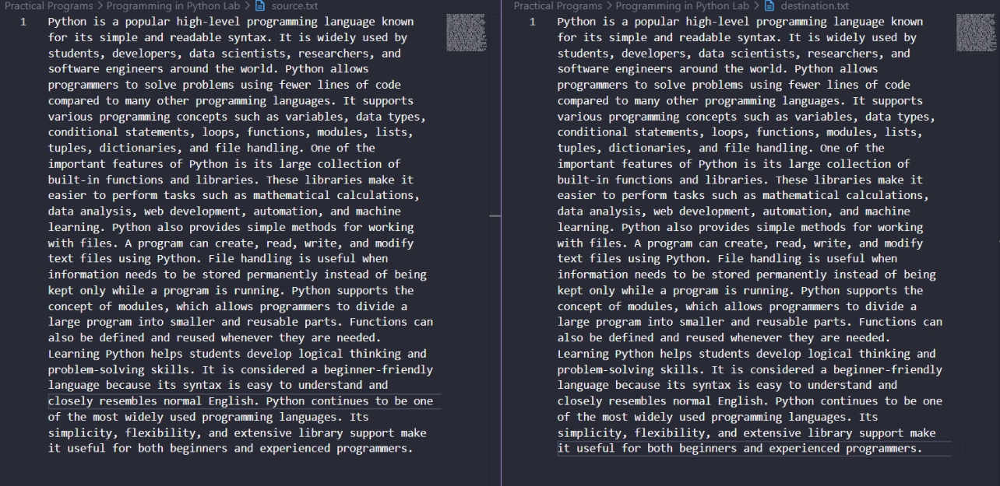 Practical Programs > Programming in Python Lab > source.txt
1 Python is a popular high-level programming language known
for its simple and readable syntax. It is widely used by
students, developers, data scientists, researchers, and
software engineers around the world. Python allows
programmers to solve problems using fewer lines of code
compared to many other programming languages. It supports
various programming concepts such as variables, data types,
conditional statements, loops, functions, modules, lists,
tuples, dictionaries, and file handling. One of the
important features of Python is its large collection of
built-in functions and libraries. These libraries make it
easier to perform tasks such as mathematical calculations,
data analysis, web development, automation, and machine
learning. Python also provides simple methods for working
with files. A program can create, read, write, and modify
text files using Python. File handling is useful when
information needs to be stored permanently instead of being
kept only while a program is running. Python supports the
concept of modules, which allows programmers to divide a
large program into smaller and reusable parts. Functions can
also be defined and reused whenever they are needed.
Learning Python helps students develop logical thinking and
problem-solving skills. It is considered a beginner-friendly
language because its syntax is easy to understand and
closely resembles normal English. Python continues to be one
of the most widely used programming languages. Its
simplicity, flexibility, and extensive library support make
it useful for both beginners and experienced programmers.
Practical Programs > Programming in Python Lab > destination.txt
1 Python is a popular high-level programming language known
for its simple and readable syntax. It is widely used by
students, developers, data scientists, researchers, and
software engineers around the world. Python allows
programmers to solve problems using fewer lines of code
compared to many other programming languages. It supports
various programming concepts such as variables, data types,
conditional statements, loops, functions, modules, lists,
tuples, dictionaries, and file handling. One of the
important features of Python is its large collection of
built-in functions and libraries. These libraries make it
easier to perform tasks such as mathematical calculations,
data analysis, web development, automation, and machine
learning. Python also provides simple methods for working
with files. A program can create, read, write, and modify
text files using Python. File handling is useful when
information needs to be stored permanently instead of being
kept only while a program is running. Python supports the
concept of modules, which allows programmers to divide a
large program into smaller and reusable parts. Functions can
also be defined and reused whenever they are needed.
Learning Python helps students develop logical thinking and
problem-solving skills. It is considered a beginner-friendly
language because its syntax is easy to understand and
closely resembles normal English. Python continues to be one
of the most widely used programming languages. Its
simplicity, flexibility, and extensive library support make
it useful for both beginners and experienced programmers.